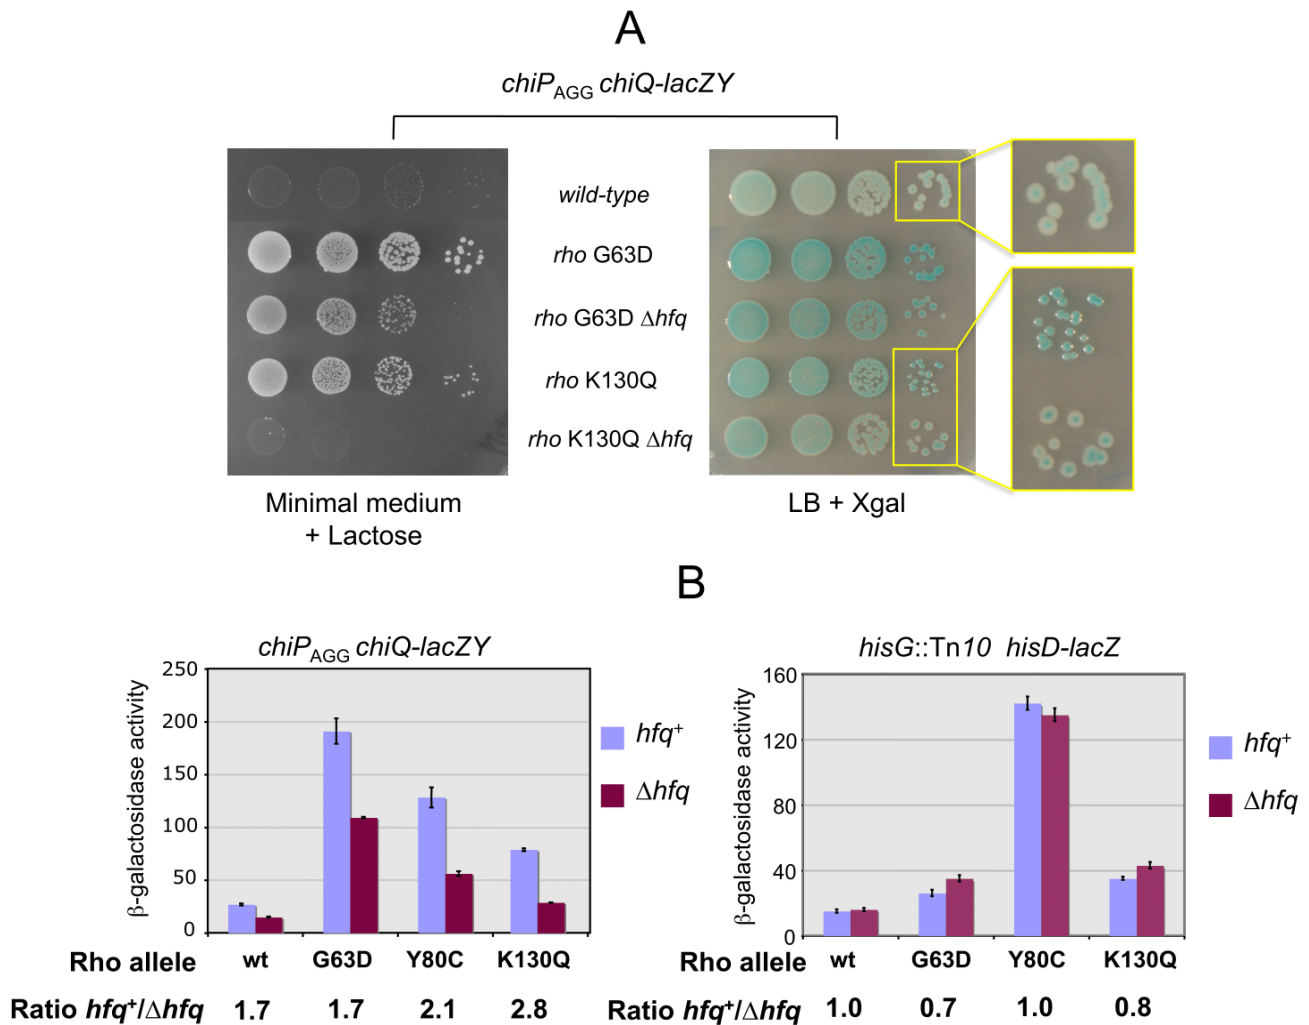 A
chiPAGG chiQ-lacZY
wild-type
rho G63D
rho G63D Δhfq
rho K130Q
rho K130Q Δhfq
Minimal medium
+ Lactose
LB + Xgal
B
chiPAGG chiQ-lacZY
β-galactosidase activity
250
200
150
100
50
0
hfq+
Δhfq
Rho allele wt G63D Y80C K130Q
Ratio hfq+/Δhfq 1.7 1.7 2.1 2.8
hisG::Tn10 hisD-lacZ
β-galactosidase activity
160
120
80
40
0
hfq+
Δhfq
Rho allele wt G63D Y80C K130Q
Ratio hfq+/Δhfq 1.0 0.7 1.0 0.8